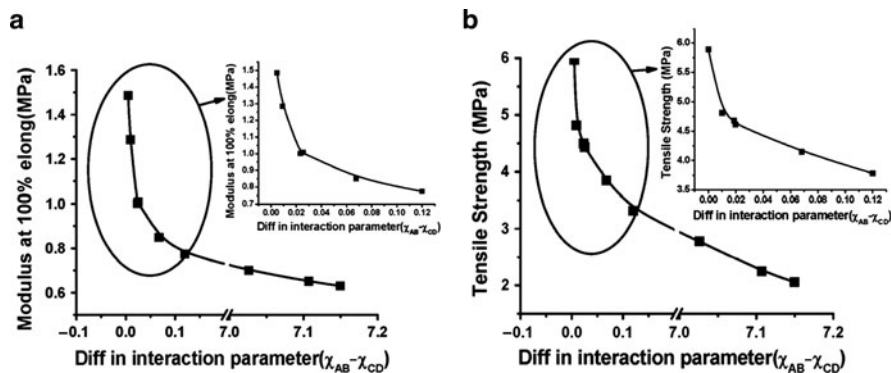 a
Modulus at 100% elong(MPa)
1.6
1.4
1.2
1.0
0.8
0.6
−0.1 0.0 0.1 7.0 7.1 7.2
Diff in interaction parameter(χAB−χCD)
Modulus at 100% elong(MPa)
1.5
1.4
1.3
1.2
1.1
1.0
0.9
0.8
0.7
0.00 0.02 0.04 0.06 0.08 0.10 0.12
Diff in interaction parameter(χAB−χCD)
b
Tensile Strength (MPa)
6
5
4
3
2
−0.1 0.0 0.1 7.0 7.1 7.2
Diff in interaction parameter(χAB−χCD)
Tensile Strength (MPa)
6.0
5.5
5.0
4.5
4.0
3.5
0.00 0.02 0.04 0.06 0.08 0.10 0.12
Diff in interaction parameter(χAB−χCD)